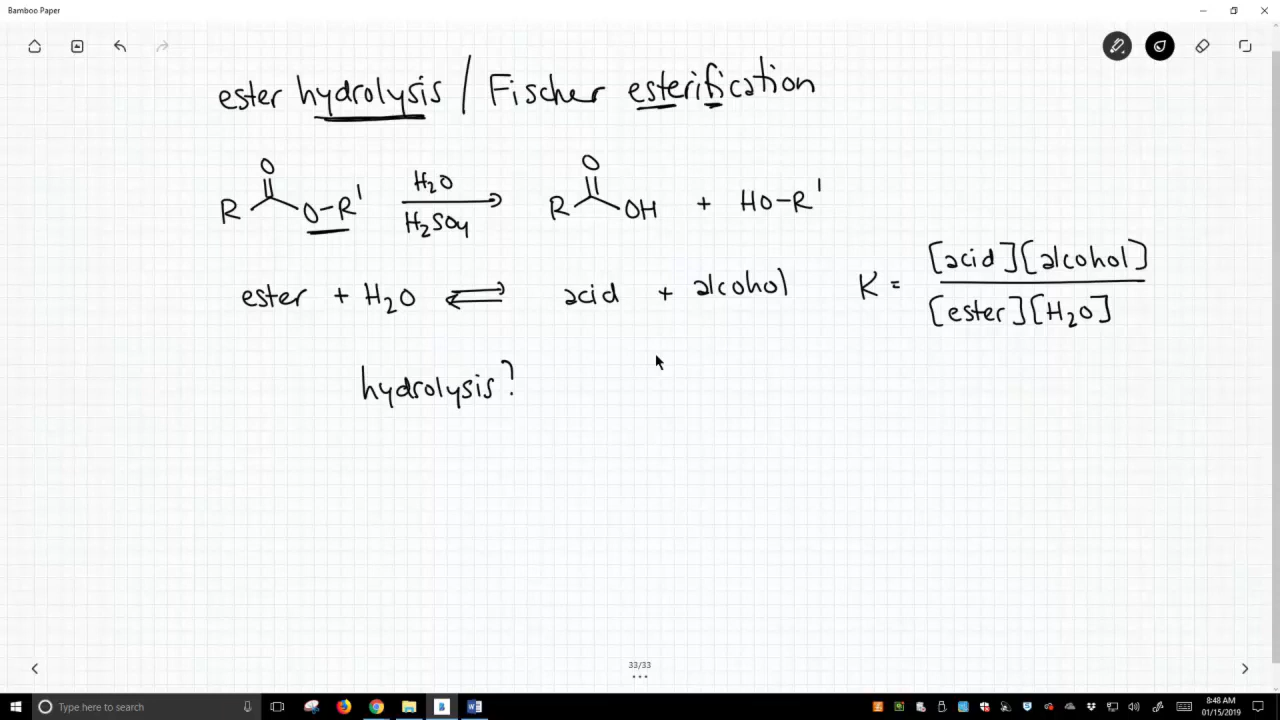 Bamboo Paper
ester hydrolysis / Fischer esterification
O O
R O-R' H₂O H₂SO₄ R OH + HO-R'
ester + H₂O ⇌ acid + alcohol K = [acid][alcohol] / [ester][H₂O]
hydrolysis?
33/33
Type here to search
8:48 AM
01/15/2019